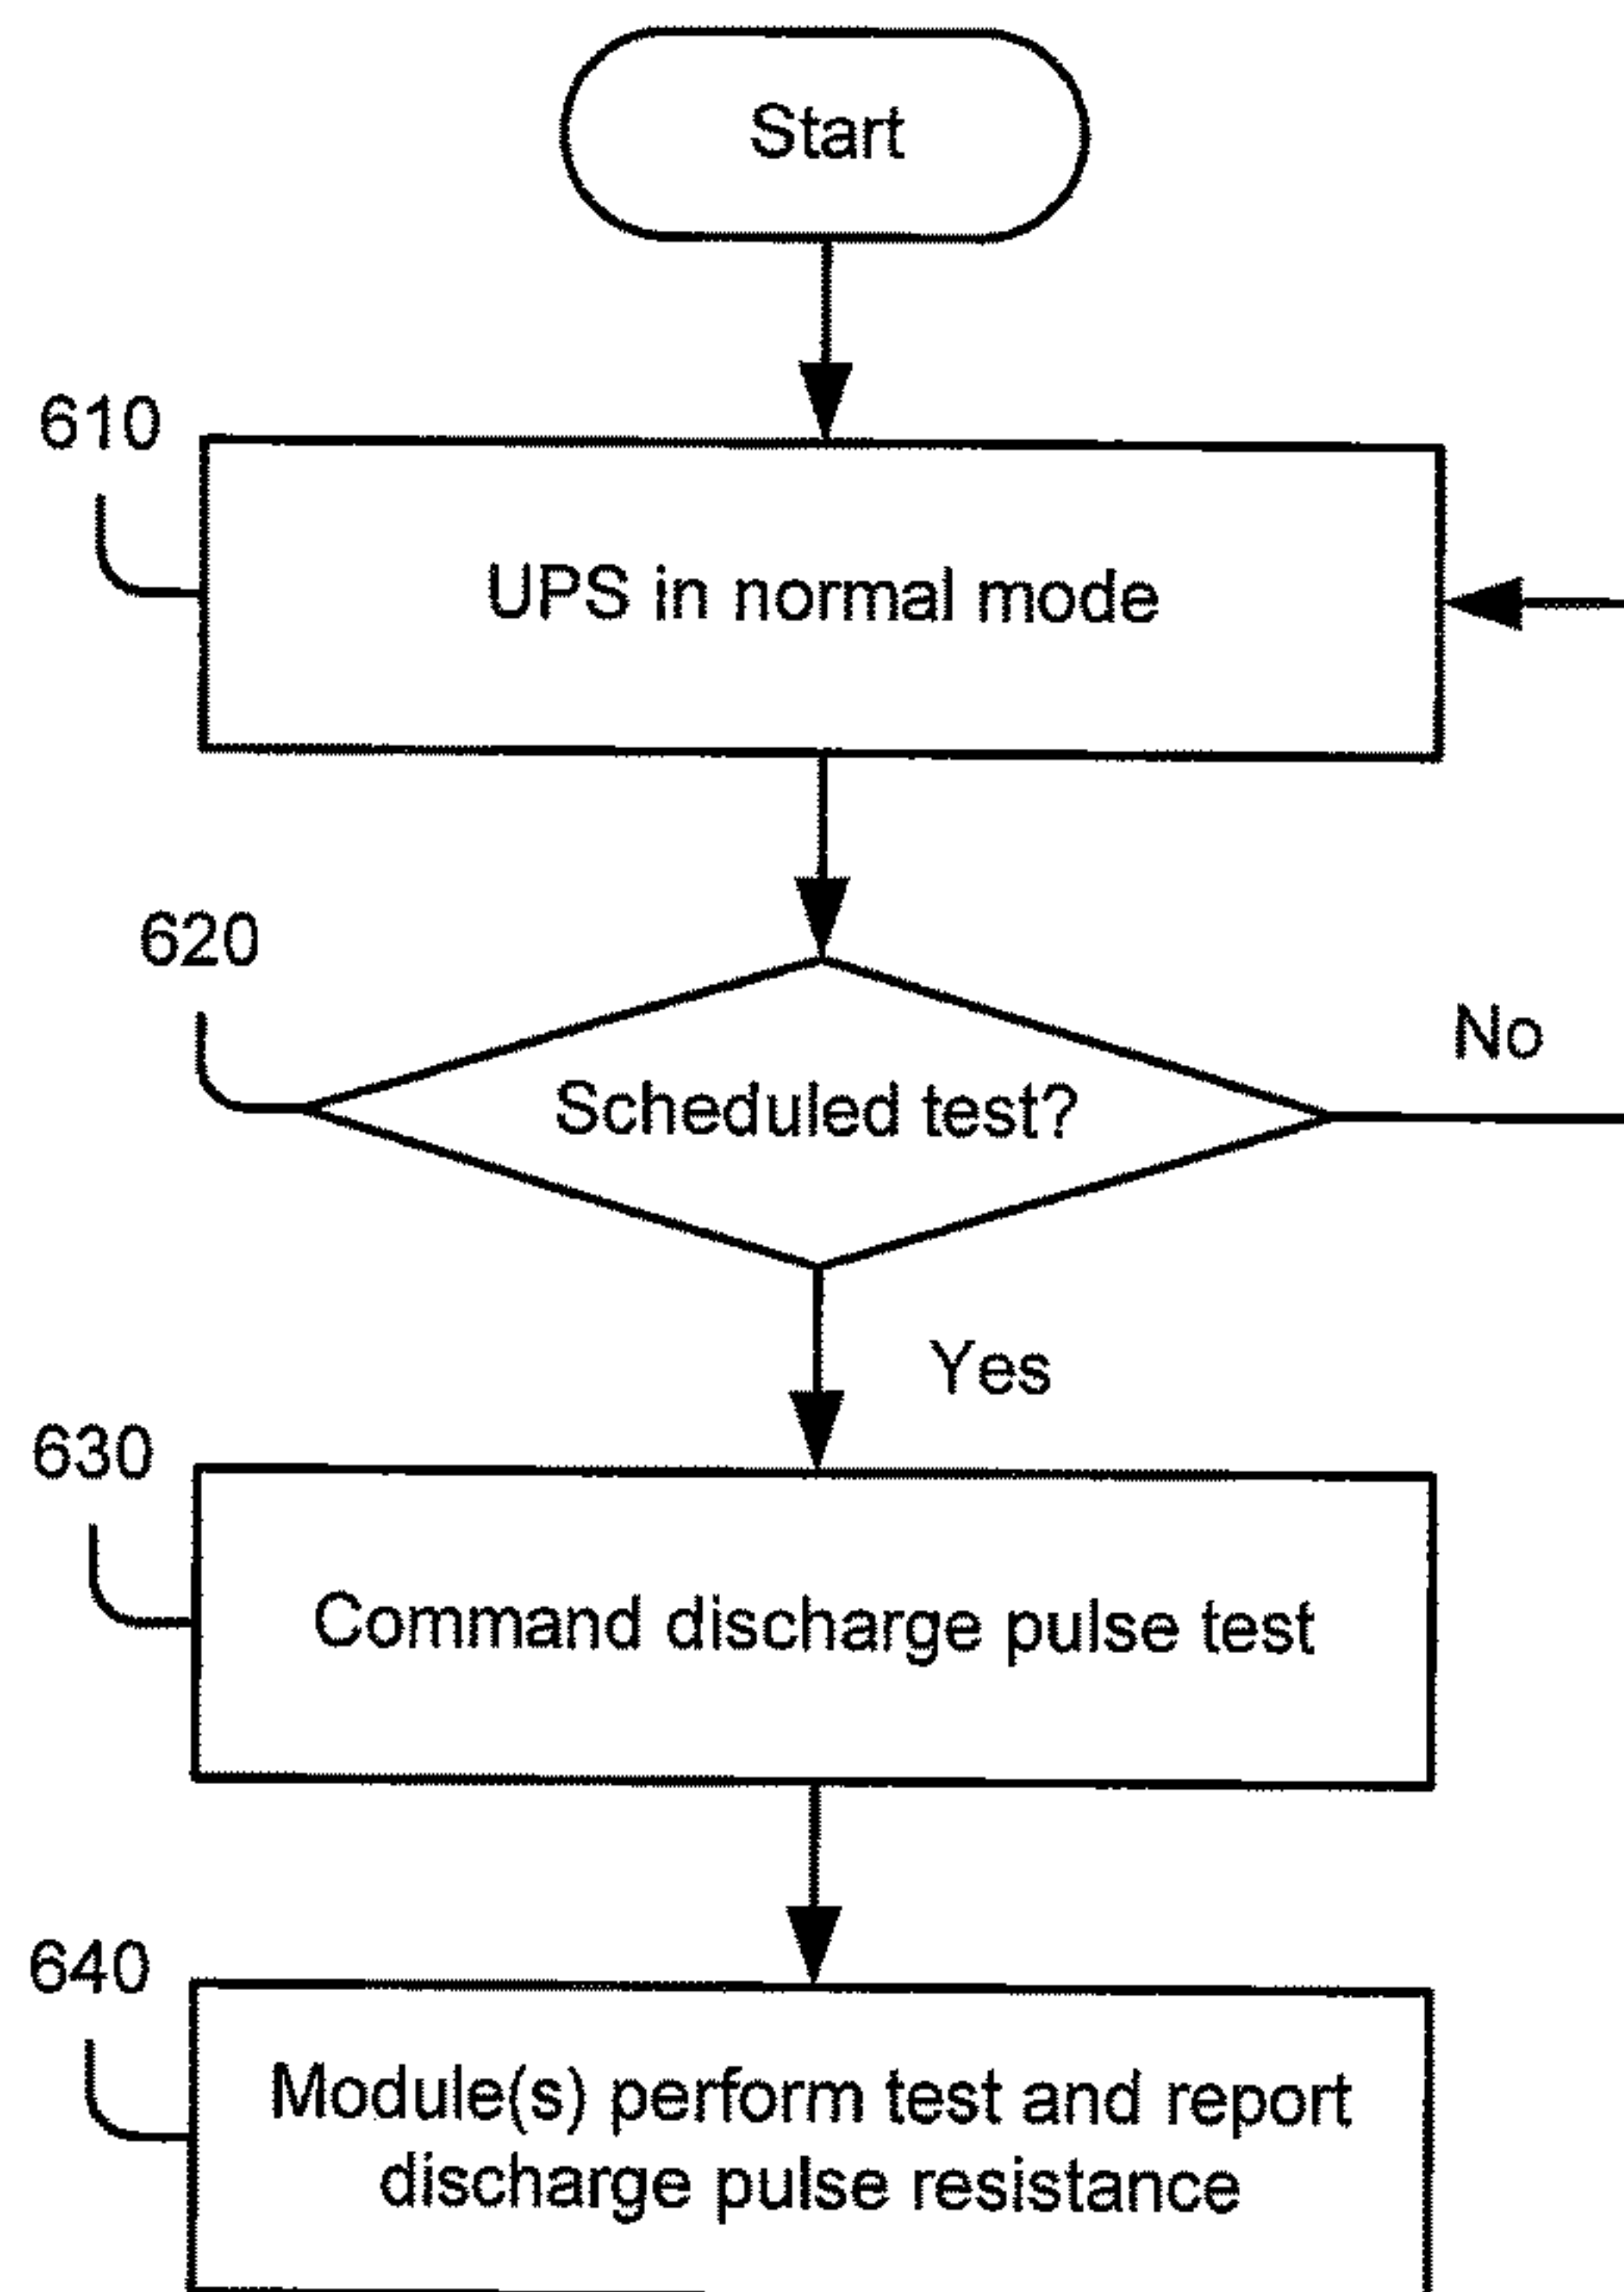 Start
610
UPS in normal mode
620
No
Scheduled test?
Yes
630
Command discharge pulse test
640
Module(s) perform test and report
discharge pulse resistance